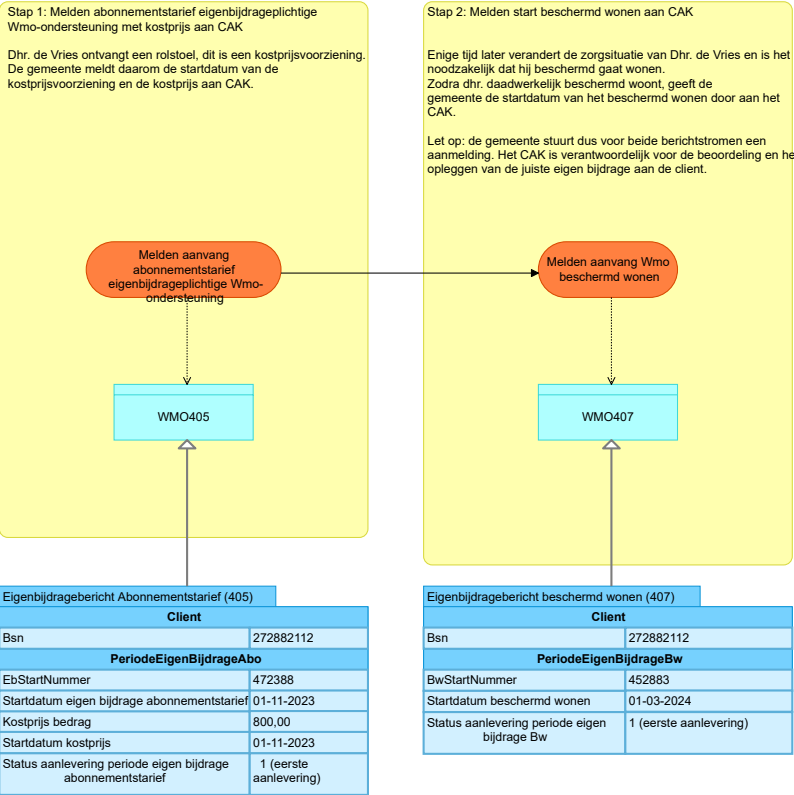 Stap 1: Melden abonnementstarief eigenbijdrageplichtige
Wmo-ondersteuning met kostprijs aan CAK
Dhr. de Vries ontvangt een rolstoel, dit is een kostprijsvoorziening.
De gemeente meldt daarom de startdatum van de
kostprijsvoorziening en de kostprijs aan CAK.
Stap 2: Melden start beschermd wonen aan CAK
Enige tijd later verandert de zorgsituatie van Dhr. de Vries en is het
noodzakelijk dat hij beschermd gaat wonen.
Zodra dhr. daadwerkelijk beschermd woont, geeft de
gemeente de startdatum van het beschermd wonen door aan het
CAK.
Let op: de gemeente stuurt dus voor beide berichtstromen een
aanmelding. Het CAK is verantwoordelijk voor de beoordeling en he
opleggen van de juiste eigen bijdrage aan de client.
Melden aanvang
abonnementstarief
eigenbijdrageplichtige Wmo-
ondersteuning
Melden aanvang Wmo
beschermd wonen
WMO405
WMO407
Eigenbijdragebericht Abonnementstarief (405)
Client
Bsn 272882112
PeriodeEigenBijdrageAbo
EbStartNummer 472388
Startdatum eigen bijdrage abonnementstarief 01-11-2023
Kostprijs bedrag 800,00
Startdatum kostprijs 01-11-2023
Status aanlevering periode eigen bijdrage 1 (eerste
abonnementstarief aanlevering)
Eigenbijdragebericht beschermd wonen (407)
Client
Bsn 272882112
PeriodeEigenBijdrageBw
BwStartNummer 452883
Startdatum beschermd wonen 01-03-2024
Status aanlevering periode eigen 1 (eerste aanlevering)
bijdrage Bw